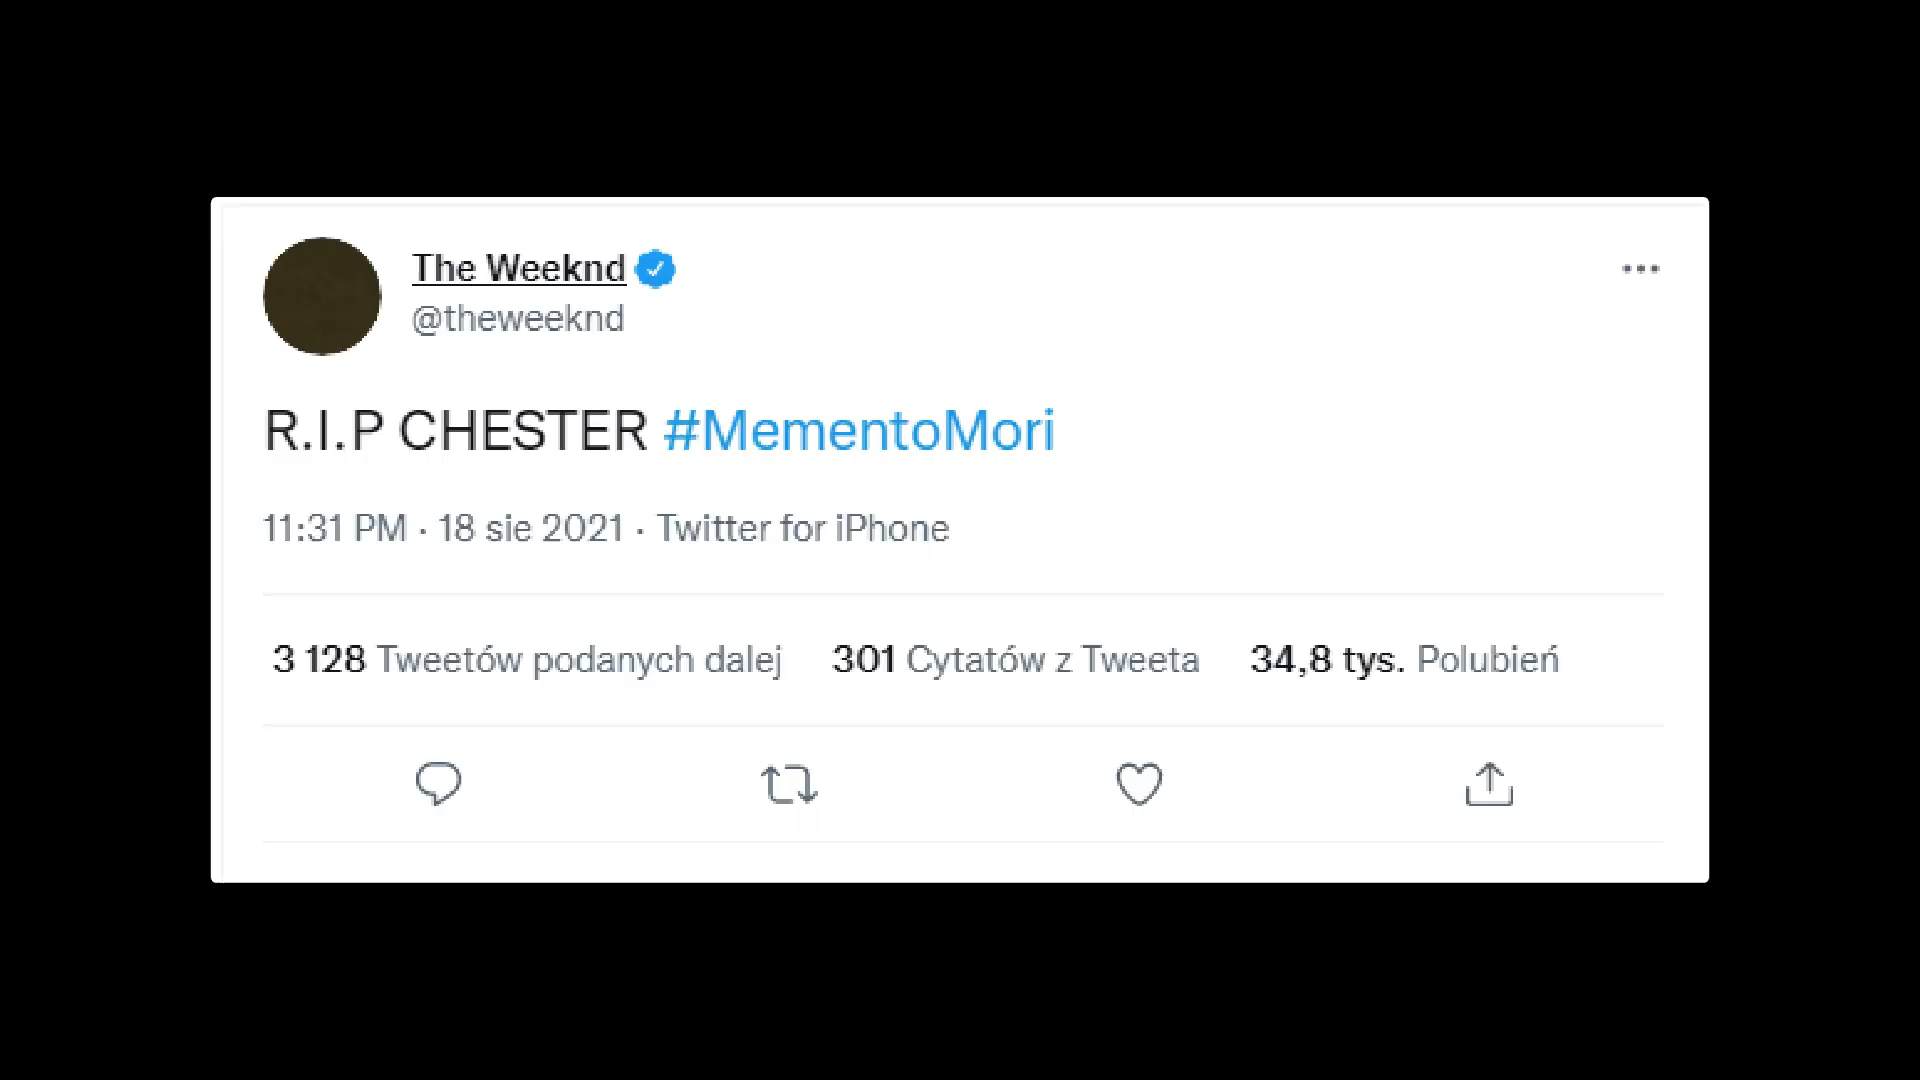 The Weeknd
@theweeknd
R.I.P CHESTER #MementoMori
11:31 PM · 18 sie 2021 · Twitter for iPhone
3 128 Tweetów podanych dalej 301 Cytatów z Tweeta 34,8 tys. Polubień